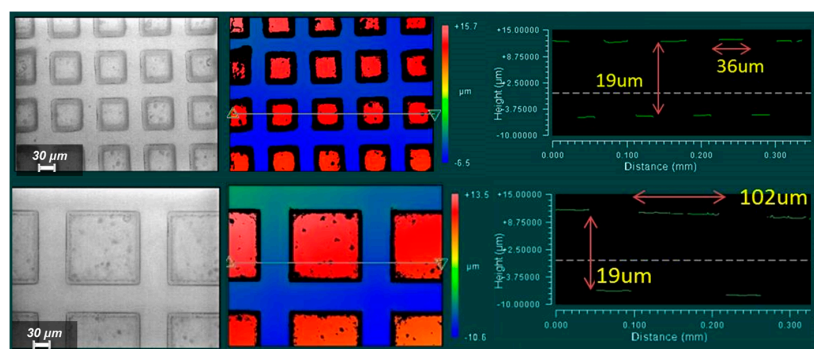 30 μm
+15.7
μm
-5.5
+15.00000
+8.75000
+2.50000
-3.75000
-10.00000
Height (μm)
19um
36um
0.000
0.100
0.200
0.300
Distance (mm)
30 μm
+13.5
μm
-10.6
+15.00000
+8.75000
+2.50000
-3.75000
-10.00000
Height (μm)
102um
19um
0.000
0.100
0.200
0.300
Distance (mm)